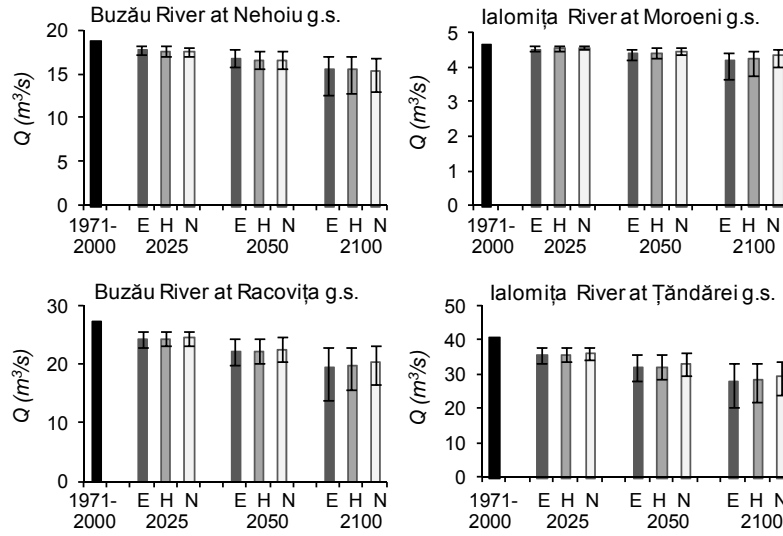 Buzău River at Nehoiu g.s.
Q (m³/s)
20
15
10
5
0
1971-
2000
E H N E H N E H N
2025 2050 2100
Ialomița River at Moroeni g.s.
Q (m³/s)
5
4
3
2
1
0
1971-
2000
E H N E H N E H N
2025 2050 2100
Buzău River at Racovița g.s.
Q (m³/s)
30
20
10
0
1971-
2000
E H N E H N E H N
2025 2050 2100
Ialomița River at Țăndărei g.s.
Q (m³/s)
50
40
30
20
10
0
1971-
2000
E H N E H N E H N
2025 2050 2100